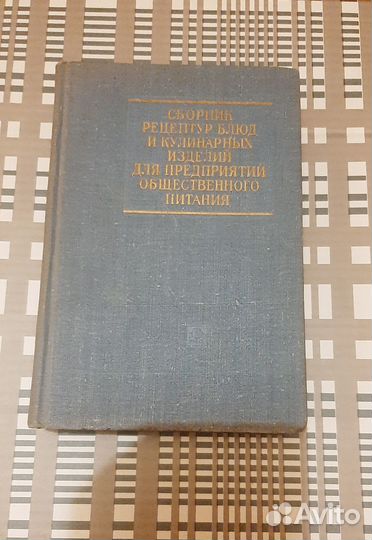 СБОРНИК
РЕЦЕПТУР БЛЮД
И КУЛИНАРНЫХ
ИЗДЕЛИЙ
ДЛЯ ПРЕДПРИЯТИЙ
ОБЩЕСТВЕННОГО
ПИТАНИЯ
Avito